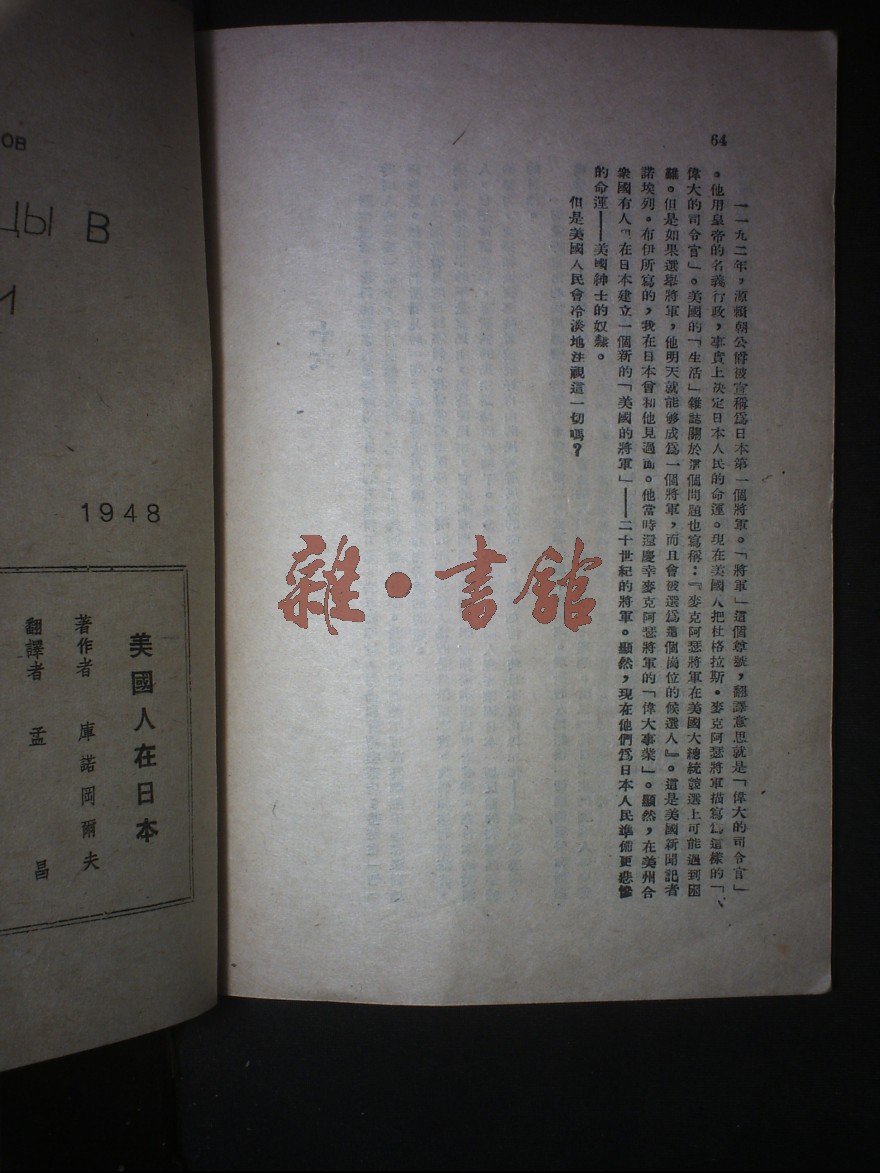 64
一一九二年，源賴朝公爵被宣稱爲日本第一個將軍。「將軍」這個尊號，翻譯意思就是「偉大的司令官」
。他用皇帝的名義行政，事實上決定日本人民的命運。現在美國人把杜格拉斯·麥克阿瑟將軍描寫爲這樣的「
偉大的司令官」。美國的「生活」雜誌關於這個問題也寫稱：『麥克阿瑟將軍在美國大總統競選上可能遇到困
難。但是如果選舉將軍，他明天就能够成爲一個將軍，而且會被選爲這個崗位的候選人』。這是美國新聞記者
諾埃列。布伊所寫的，我在日本曾和他見過面。他當時還慶幸麥克阿瑟將軍的「偉大事業」。顯然，在美州合
衆國有人『在日本建立一個新的「美國的將軍」——二十世紀的將軍。顯然，現在他們爲日本人民準備更悲慘
的命運——美國紳士的奴隸。
但是美國人民會冷淡地注視這一切嗎？
雜·書館
ОВ
ЦЫ В
И
1948
美國人在日本
著作者 庫諾岡爾夫
翻譯者 孟 昌